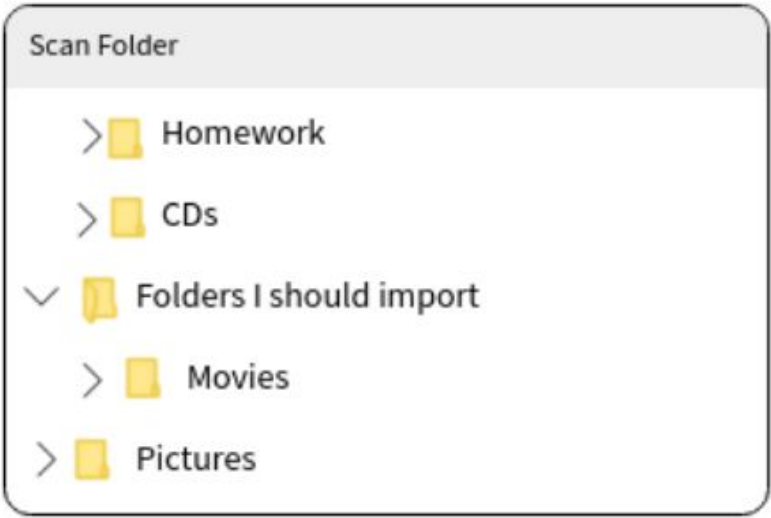 Scan Folder
Homework
CDs
Folders I should import
Movies
Pictures